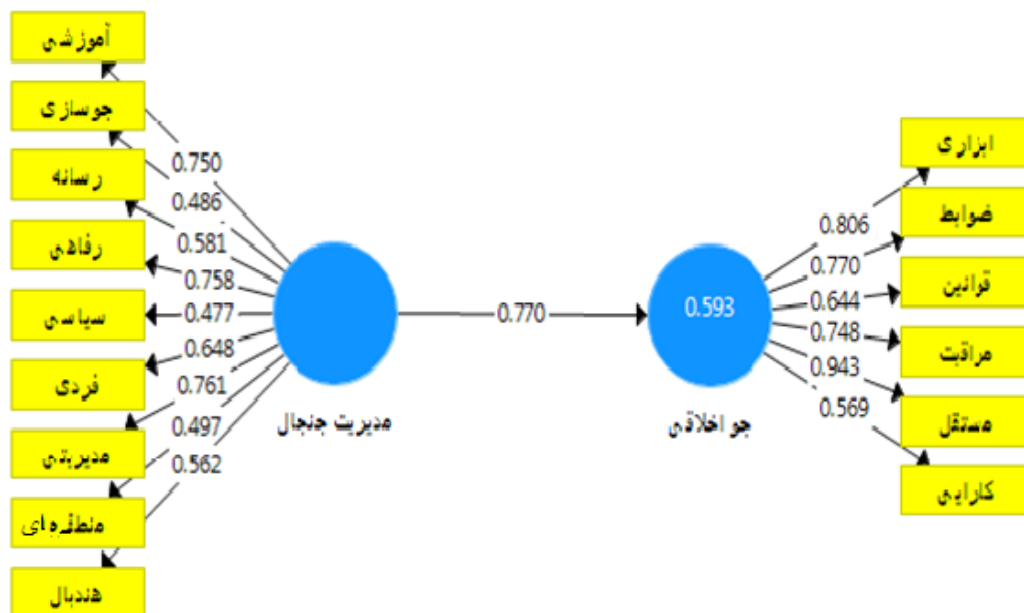 آموزشی
جوسازی
رسانه
رفاهی
سیاسی
فردی
مدیریتی
منطقه‌ای
هندبال
0.750
0.486
0.581
0.758
0.477
0.648
0.761
0.497
0.562
مدیریت جنجال
0.770
0.593
جو اخلاقی
0.806
0.770
0.644
0.748
0.943
0.569
ابزاری
ضوابط
قوانین
مراقبت
مستقل
کارایی